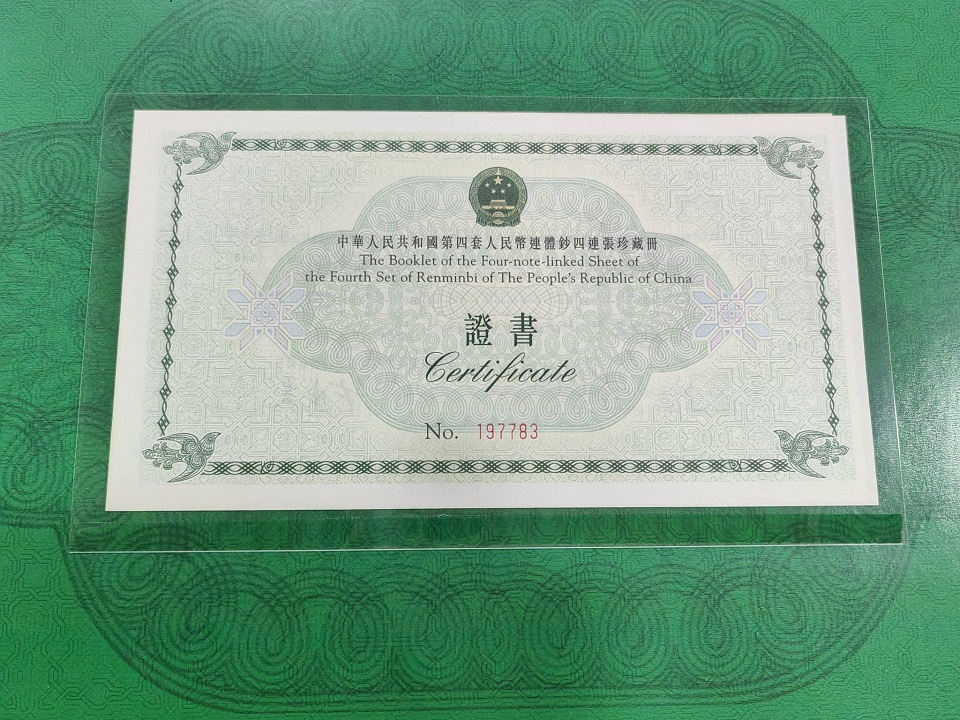 中華人民共和國第四套人民幣連體鈔四連張珍藏冊
The Booklet of the Four-note-linked Sheet of
the Fourth Set of Renminbi of The People's Republic of China
證書
Certificate
No. 197783